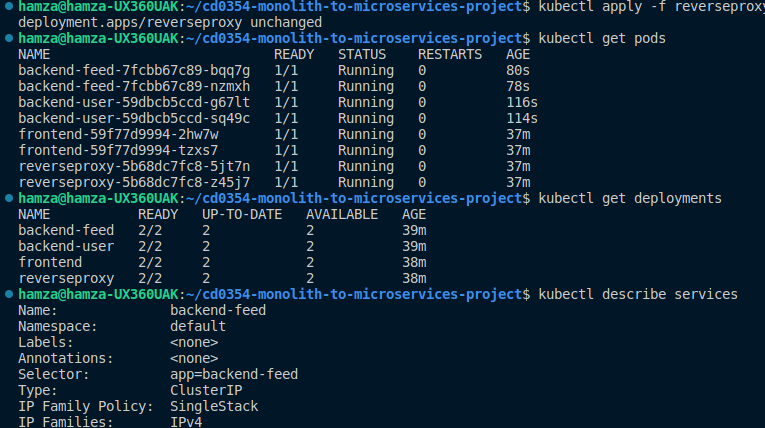 hamza@hamza-UX360UAK:~/cd0354-monolith-to-microservices-project$ kubectl apply -f reverseproxy
deployment.apps/reverseproxy unchanged
hamza@hamza-UX360UAK:~/cd0354-monolith-to-microservices-project$ kubectl get pods
NAME READY STATUS RESTARTS AGE
backend-feed-7fcbb67c89-bqq7g 1/1 Running 0 80s
backend-feed-7fcbb67c89-nzmxh 1/1 Running 0 78s
backend-user-59dbcb5ccd-g67lt 1/1 Running 0 116s
backend-user-59dbcb5ccd-sq49c 1/1 Running 0 114s
frontend-59f77d9994-2hw7w 1/1 Running 0 37m
frontend-59f77d9994-tzxs7 1/1 Running 0 37m
reverseproxy-5b68dc7fc8-5jt7n 1/1 Running 0 37m
reverseproxy-5b68dc7fc8-z45j7 1/1 Running 0 37m
hamza@hamza-UX360UAK:~/cd0354-monolith-to-microservices-project$ kubectl get deployments
NAME READY UP-TO-DATE AVAILABLE AGE
backend-feed 2/2 2 2 39m
backend-user 2/2 2 2 39m
frontend 2/2 2 2 38m
reverseproxy 2/2 2 2 38m
hamza@hamza-UX360UAK:~/cd0354-monolith-to-microservices-project$ kubectl describe services
Name: backend-feed
Namespace: default
Labels: <none>
Annotations: <none>
Selector: app=backend-feed
Type: ClusterIP
IP Family Policy: SingleStack
IP Families: IPv4